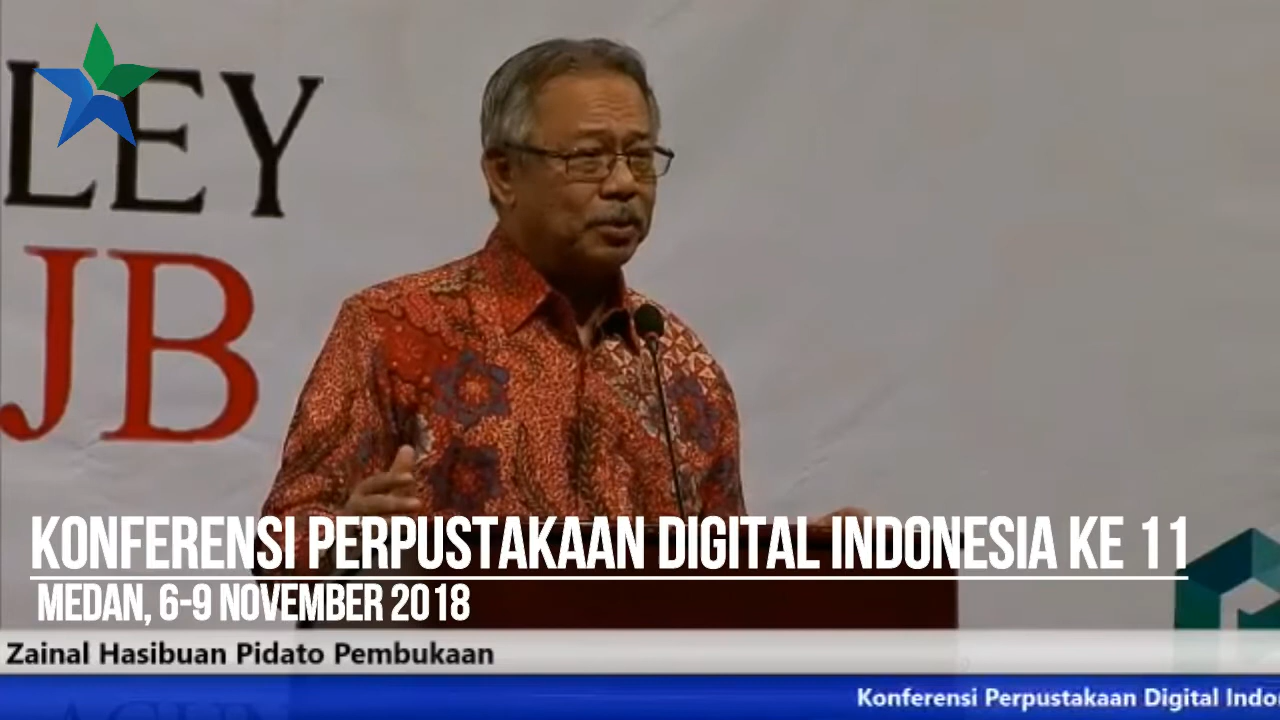 LEY
JB
KONFERENSI PERPUSTAKAAN DIGITAL INDONESIA KE 11
MEDAN, 6-9 NOVEMBER 2018
Zainal Hasibuan Pidato Pembukaan
Konferensi Perpustakaan Digital Indo